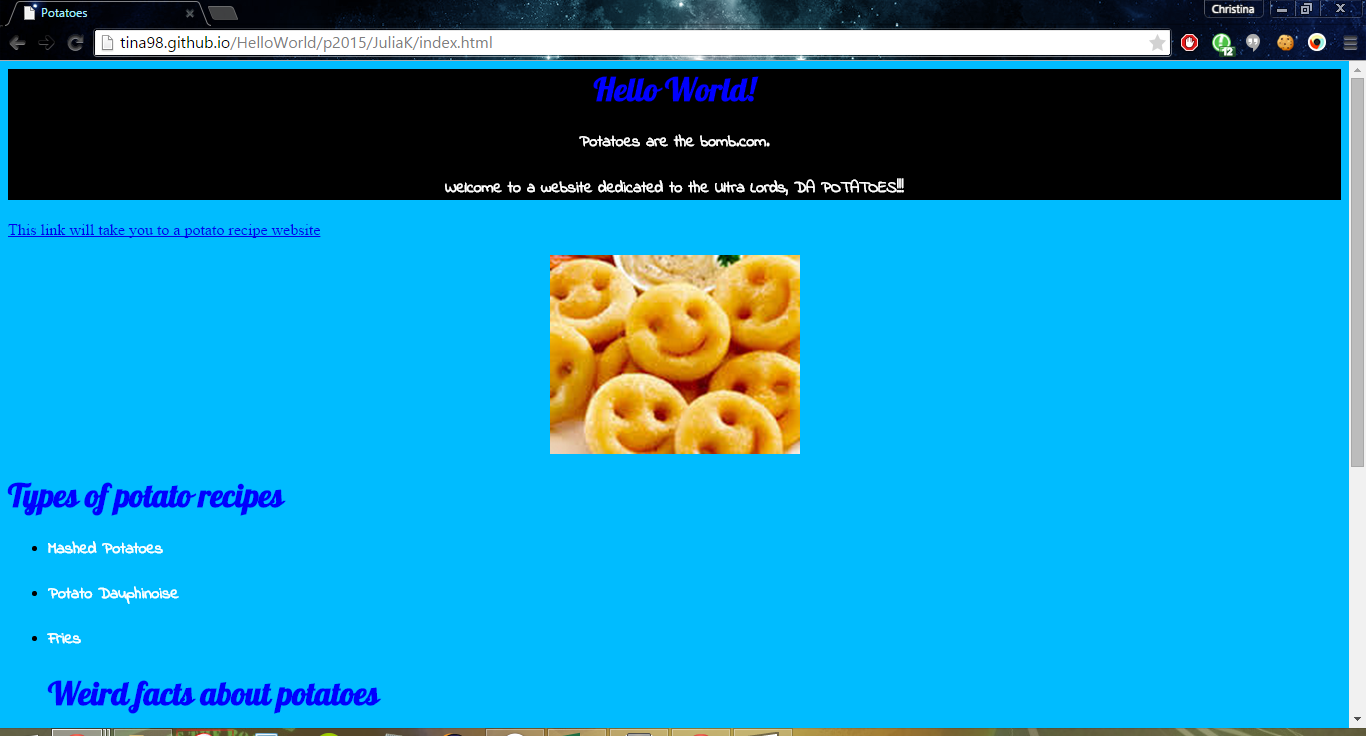 Potatoes
Christina
tina98.github.io/HelloWorld/p2015/JuliaK/index.html
12
Hello World!
Potatoes are the bomb.com.
Welcome to a website dedicated to the Ultra Lords, DA POTATOES!!!
This link will take you to a potato recipe website
Types of potato recipes
Mashed Potatoes
Potato Dauphinoise
Fries
Weird facts about potatoes